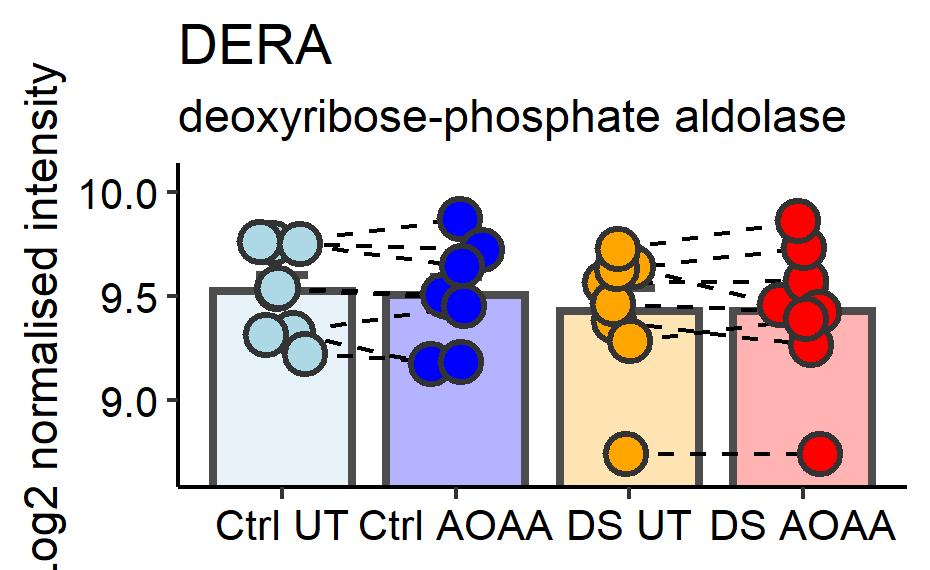 DERA
deoxyribose-phosphate aldolase
Log2 normalised intensity
10.0
9.5
9.0
Ctrl UT
Ctrl AOAA
DS UT
DS AOAA